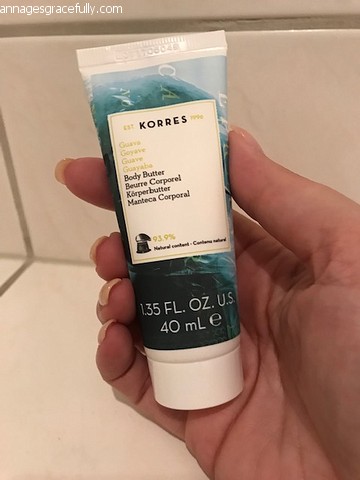 annagesgracefully.com
EST. KORRES 1996
Guava
Goyave
Guave
Guayaba
Body Butter
Beurre Corporel
Körperbutter
Manteca Corporal
93.9%
Natural content - Contenu naturel
1.35 FL. OZ. U.S.
40 mL ℮